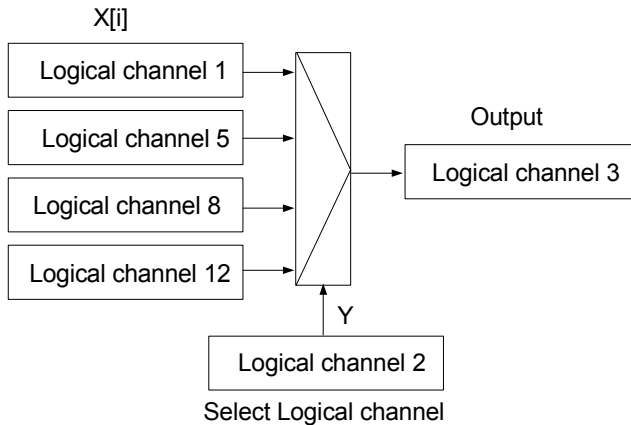 X[i]
Logical channel 1
Logical channel 5
Logical channel 8
Logical channel 12
Output
Logical channel 3
Y
Logical channel 2
Select Logical channel